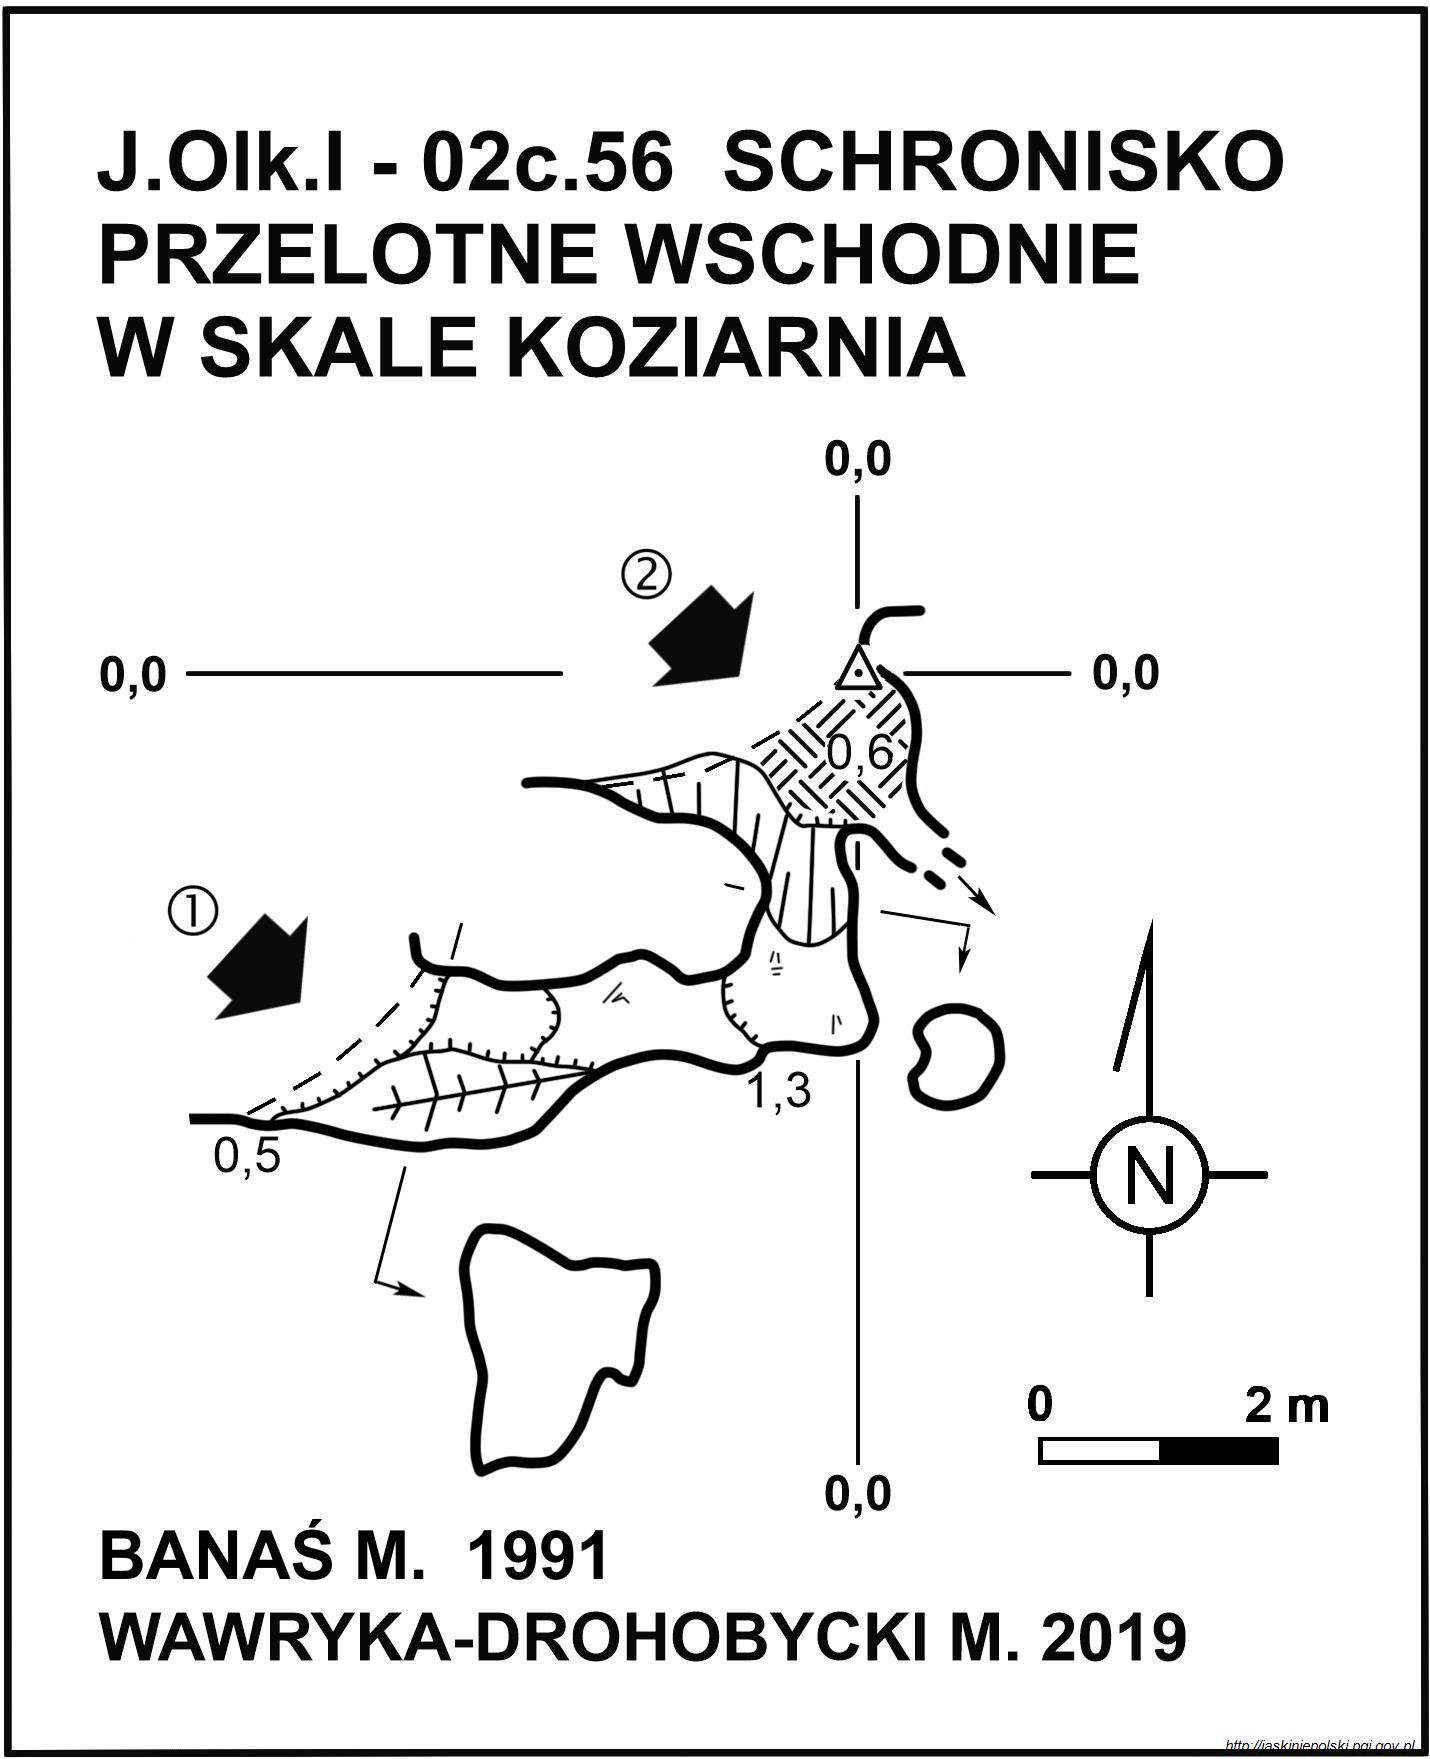 J.Olk.I - 02c.56 SCHRONISKO
PRZELOTNE WSCHODNIE
W SKALE KOZIARNIA
0,0
2
0,0
0,0
0,6
1
1,3
0,5
N
0 2 m
0,0
BANAŚ M. 1991
WAWRYKA-DROHOBYCKI M. 2019
http://jaskiniepolski.pgi.gov.pl